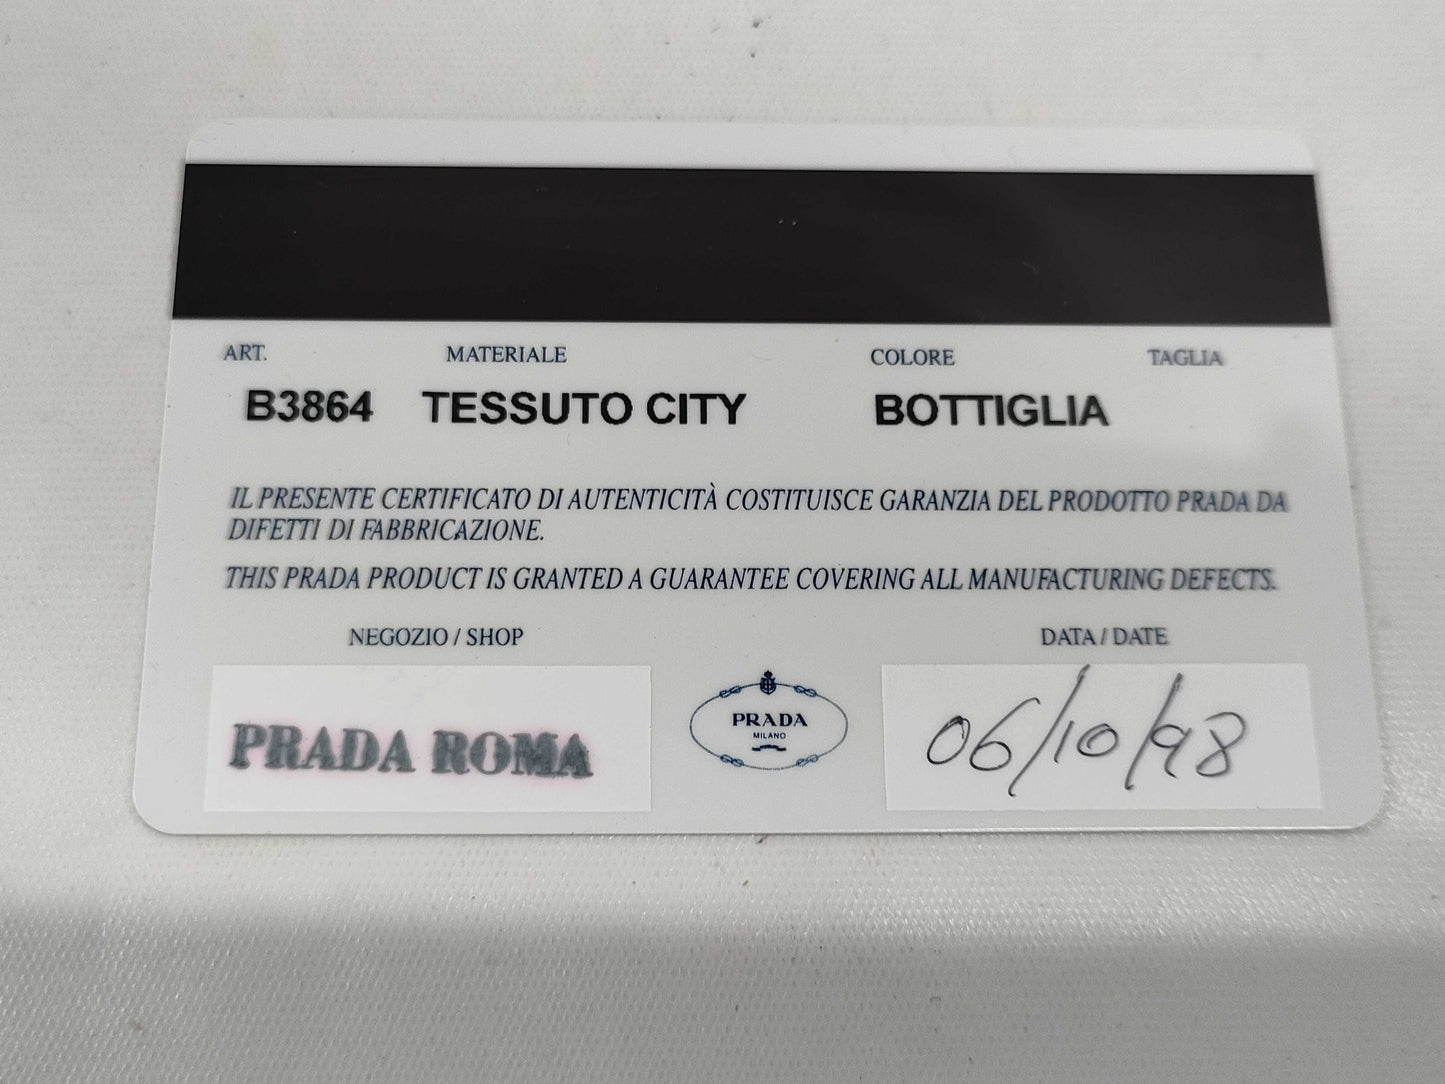 ART. MATERIALE COLORE TAGLIA
B3864 TESSUTO CITY BOTTIGLIA
IL PRESENTE CERTIFICATO DI AUTENTICITÀ COSTITUISCE GARANZIA DEL PRODOTTO PRADA DA
DIFETTI DI FABBRICAZIONE.
THIS PRADA PRODUCT IS GRANTED A GUARANTEE COVERING ALL MANUFACTURING DEFECTS.
NEGOZIO / SHOP DATA / DATE
PRADA ROMA
PRADA
MILANO
06/10/98